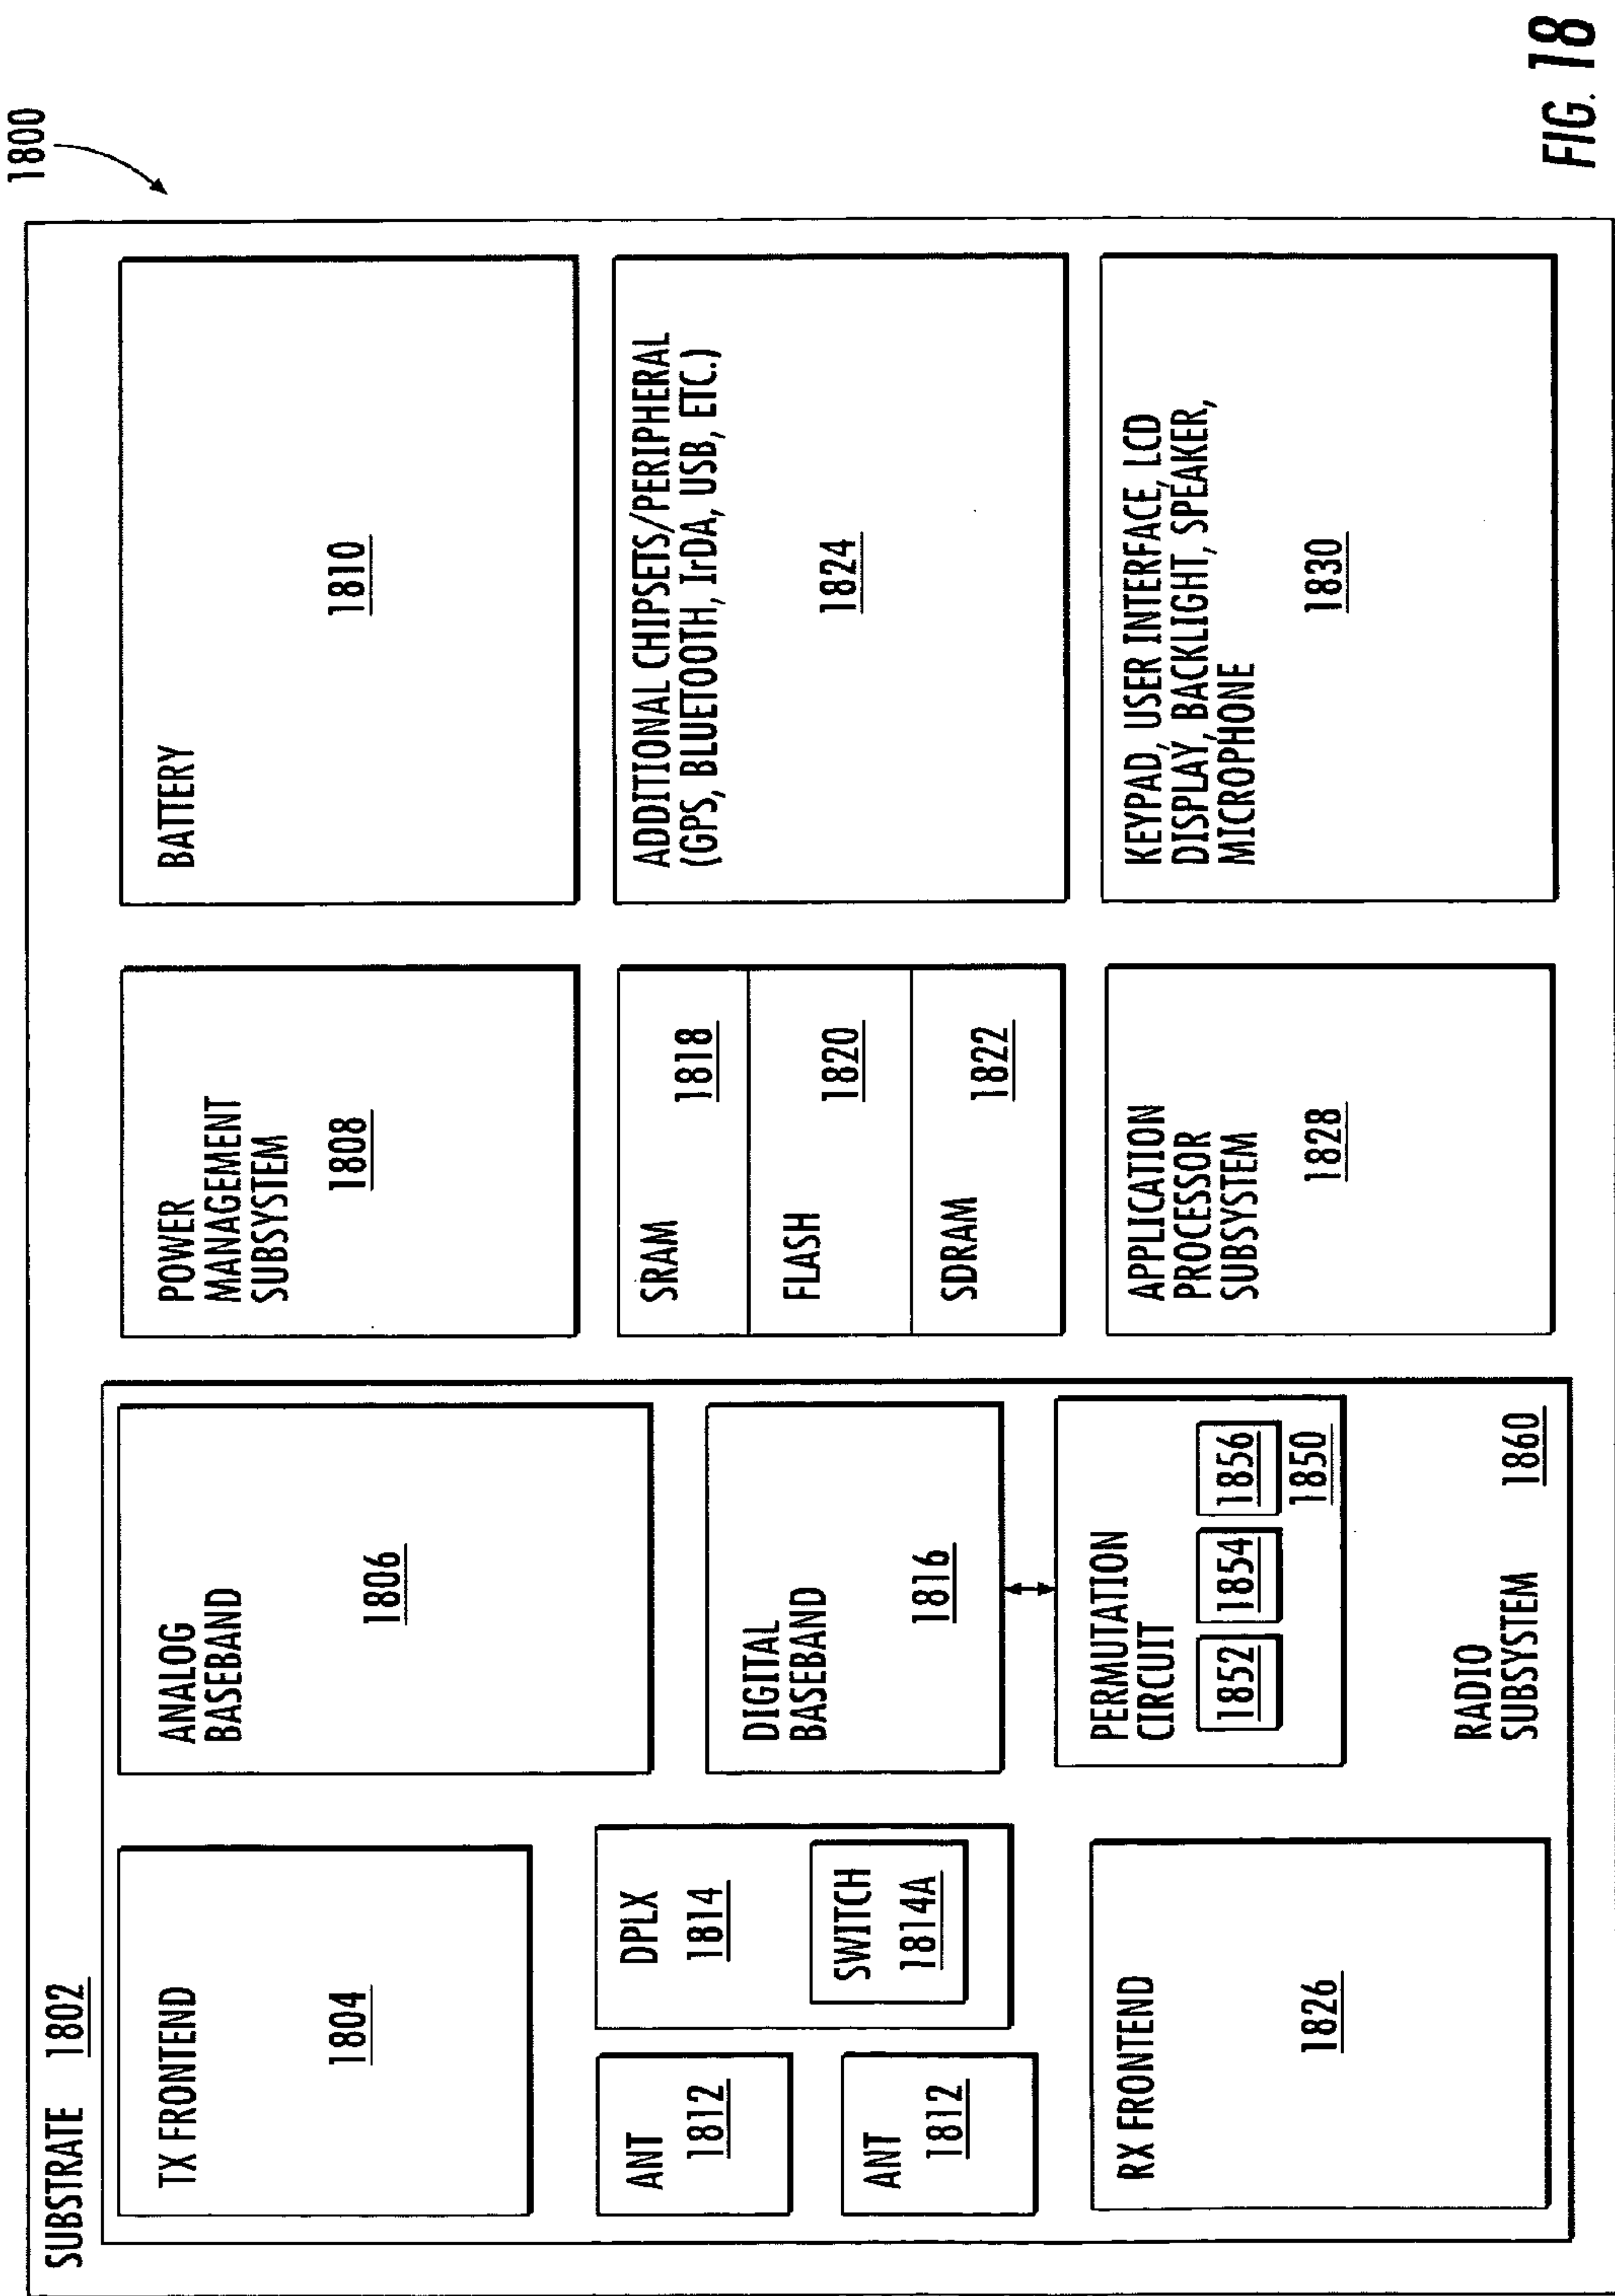 1800
SUBSTRATE 1802
TX FRONTEND
1804
ANALOG
BASEBAND
1806
POWER
MANAGEMENT
SUBSYSTEM
1808
BATTERY
1810
ANT
1812
ANT
1812
DPLX
1814
SWITCH
1814A
DIGITAL
BASEBAND
1816
SRAM
1818
FLASH
1820
SDRAM
1822
ADDITIONAL CHIPSETS/PERIPHERAL
(GPS, BLUETOOTH, IrDA, USB, ETC.)
1824
RX FRONTEND
1826
PERMUTATION
CIRCUIT
1852 1854 1856
1850
RADIO
SUBSYSTEM
1860
APPLICATION
PROCESSOR
SUBSYSTEM
1828
KEYPAD, USER INTERFACE, LCD
DISPLAY, BACKLIGHT, SPEAKER,
MICROPHONE
1830
FIG. 18